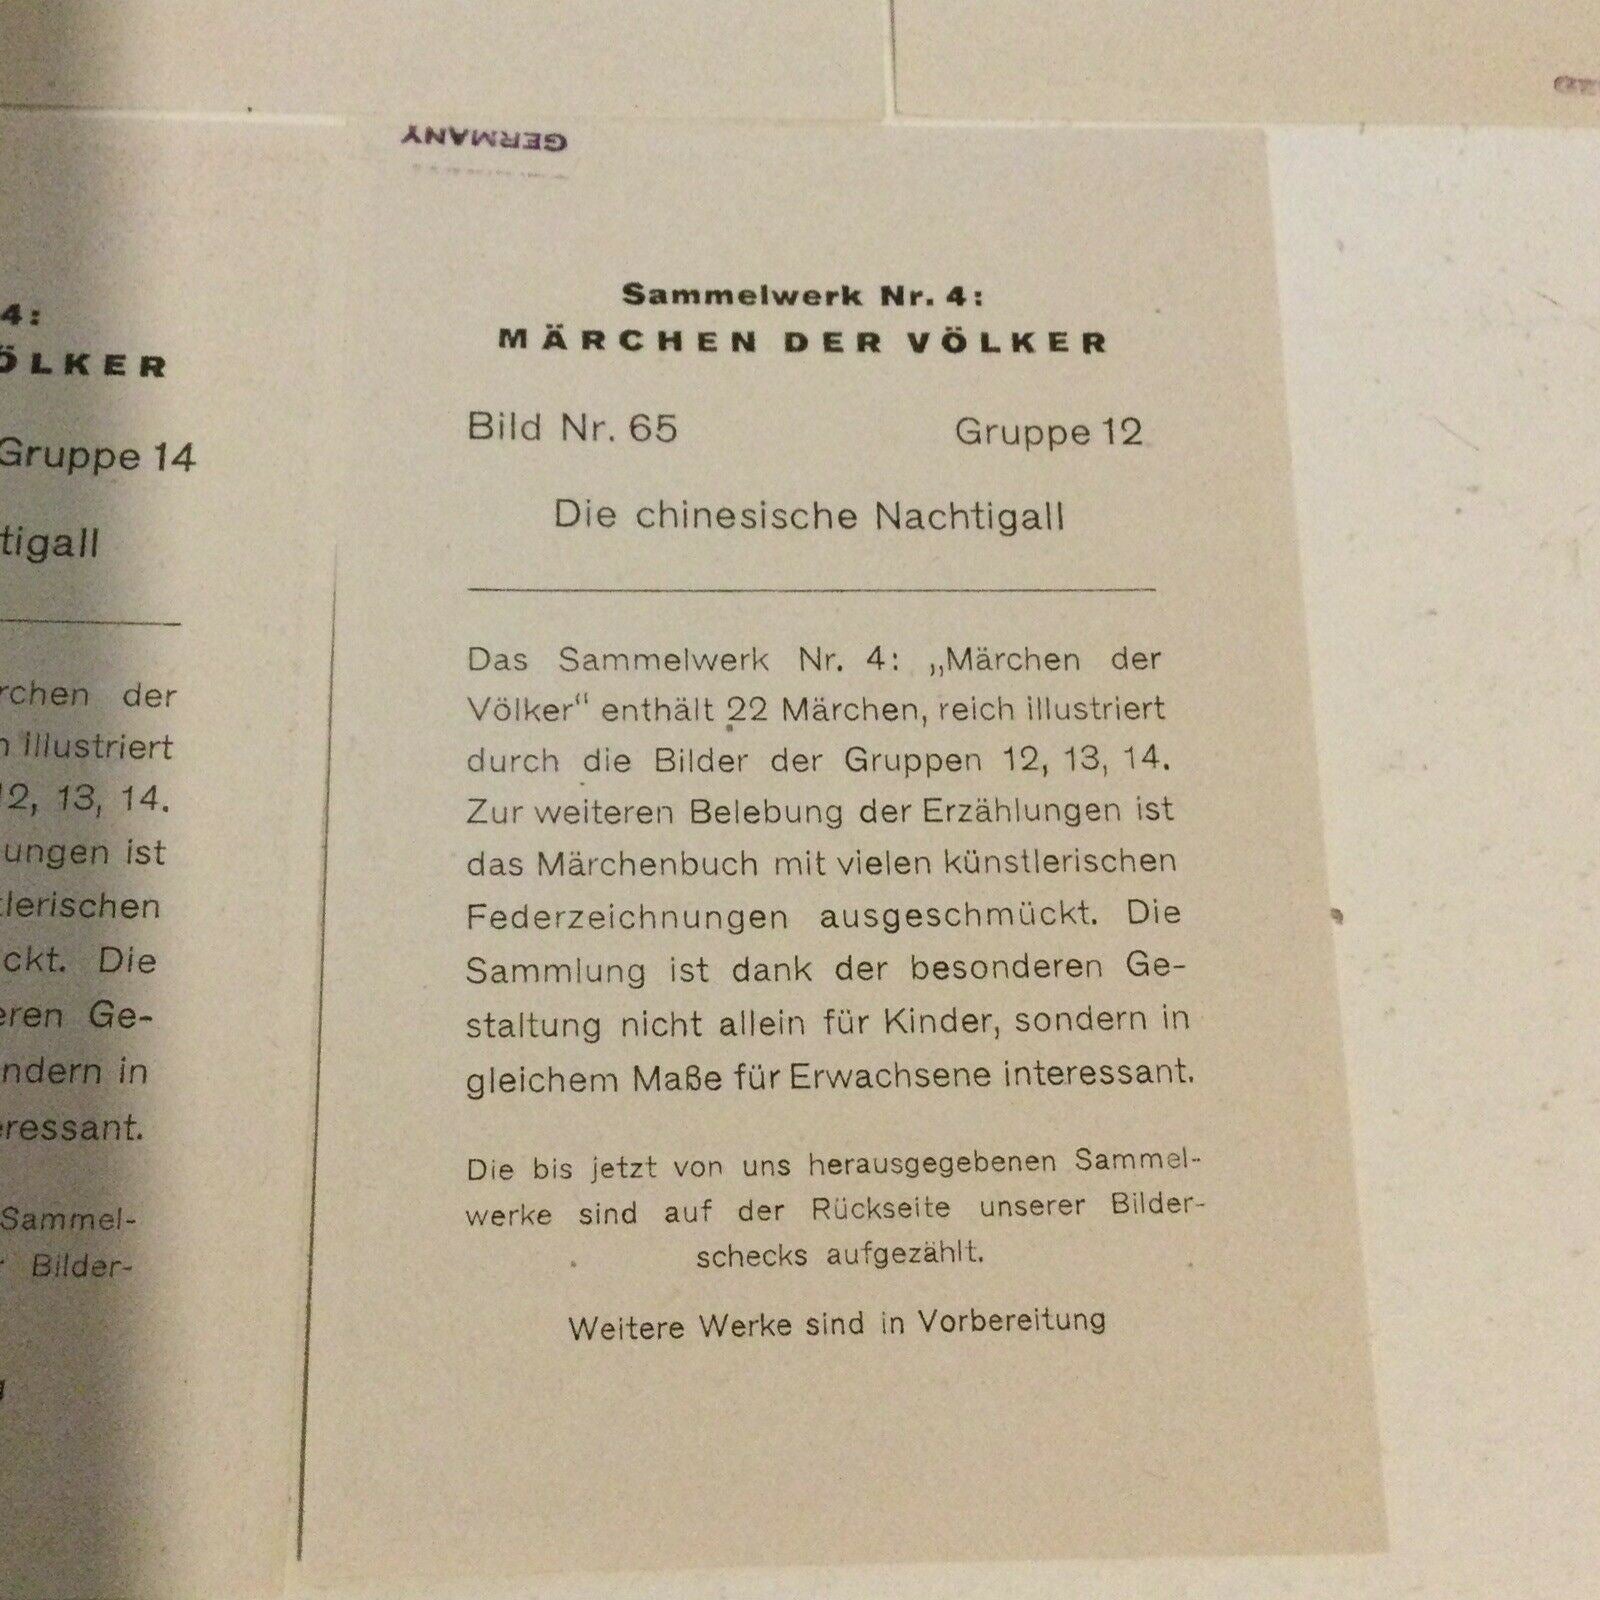 GERMANY
Sammelwerk Nr. 4:
MÄRCHEN DER VÖLKER
Bild Nr. 65 Gruppe 12
Die chinesische Nachtigall
Das Sammelwerk Nr. 4: „Märchen der
Völker“ enthält 22 Märchen, reich illustriert
durch die Bilder der Gruppen 12, 13, 14.
Zur weiteren Belebung der Erzählungen ist
das Märchenbuch mit vielen künstlerischen
Federzeichnungen ausgeschmückt. Die
Sammlung ist dank der besonderen Ge-
staltung nicht allein für Kinder, sondern in
gleichem Maße für Erwachsene interessant.
Die bis jetzt von uns herausgegebenen Sammel-
werke sind auf der Rückseite unserer Bilder-
schecks aufgezählt.
Weitere Werke sind in Vorbereitung
4:
ÖLKER
Gruppe 14
tigall
rchen der
illustriert
12, 13, 14.
ungen ist
lerischen
ckt. Die
eren Ge-
ndern in
ressant.
Sammel-
Bilder-